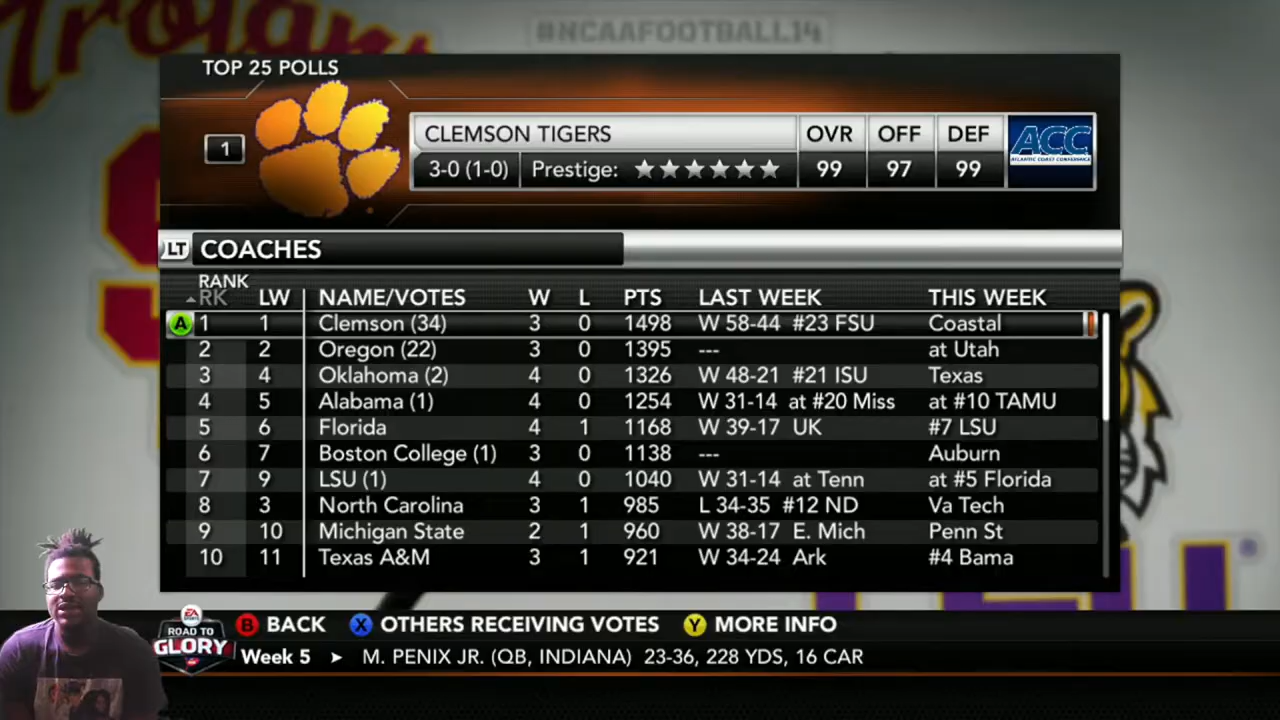 Trojans
#NCAAFOOTBALL14
TOP 25 POLLS
1
CLEMSON TIGERS OVR OFF DEF
3-0 (1-0) Prestige: 99 97 99
ACC
ATLANTIC COAST CONFERENCE
LT COACHES
RANK
RK LW NAME/VOTES W L PTS LAST WEEK THIS WEEK
A 1 1 Clemson (34) 3 0 1498 W 58-44 #23 FSU Coastal
2 2 Oregon (22) 3 0 1395 --- at Utah
3 4 Oklahoma (2) 4 0 1326 W 48-21 #21 ISU Texas
4 5 Alabama (1) 4 0 1254 W 31-14 at #20 Miss at #10 TAMU
5 6 Florida 4 1 1168 W 39-17 UK #7 LSU
6 7 Boston College (1) 3 0 1138 --- Auburn
7 9 LSU (1) 4 0 1040 W 31-14 at Tenn at #5 Florida
8 3 North Carolina 3 1 985 L 34-35 #12 ND Va Tech
9 10 Michigan State 2 1 960 W 38-17 E. Mich Penn St
10 11 Texas A&M 3 1 921 W 34-24 Ark #4 Bama
EA
SPORTS
ROAD TO
GLORY
B BACK X OTHERS RECEIVING VOTES Y MORE INFO
Week 5 M. PENIX JR. (QB, INDIANA) 23-36, 228 YDS, 16 CAR